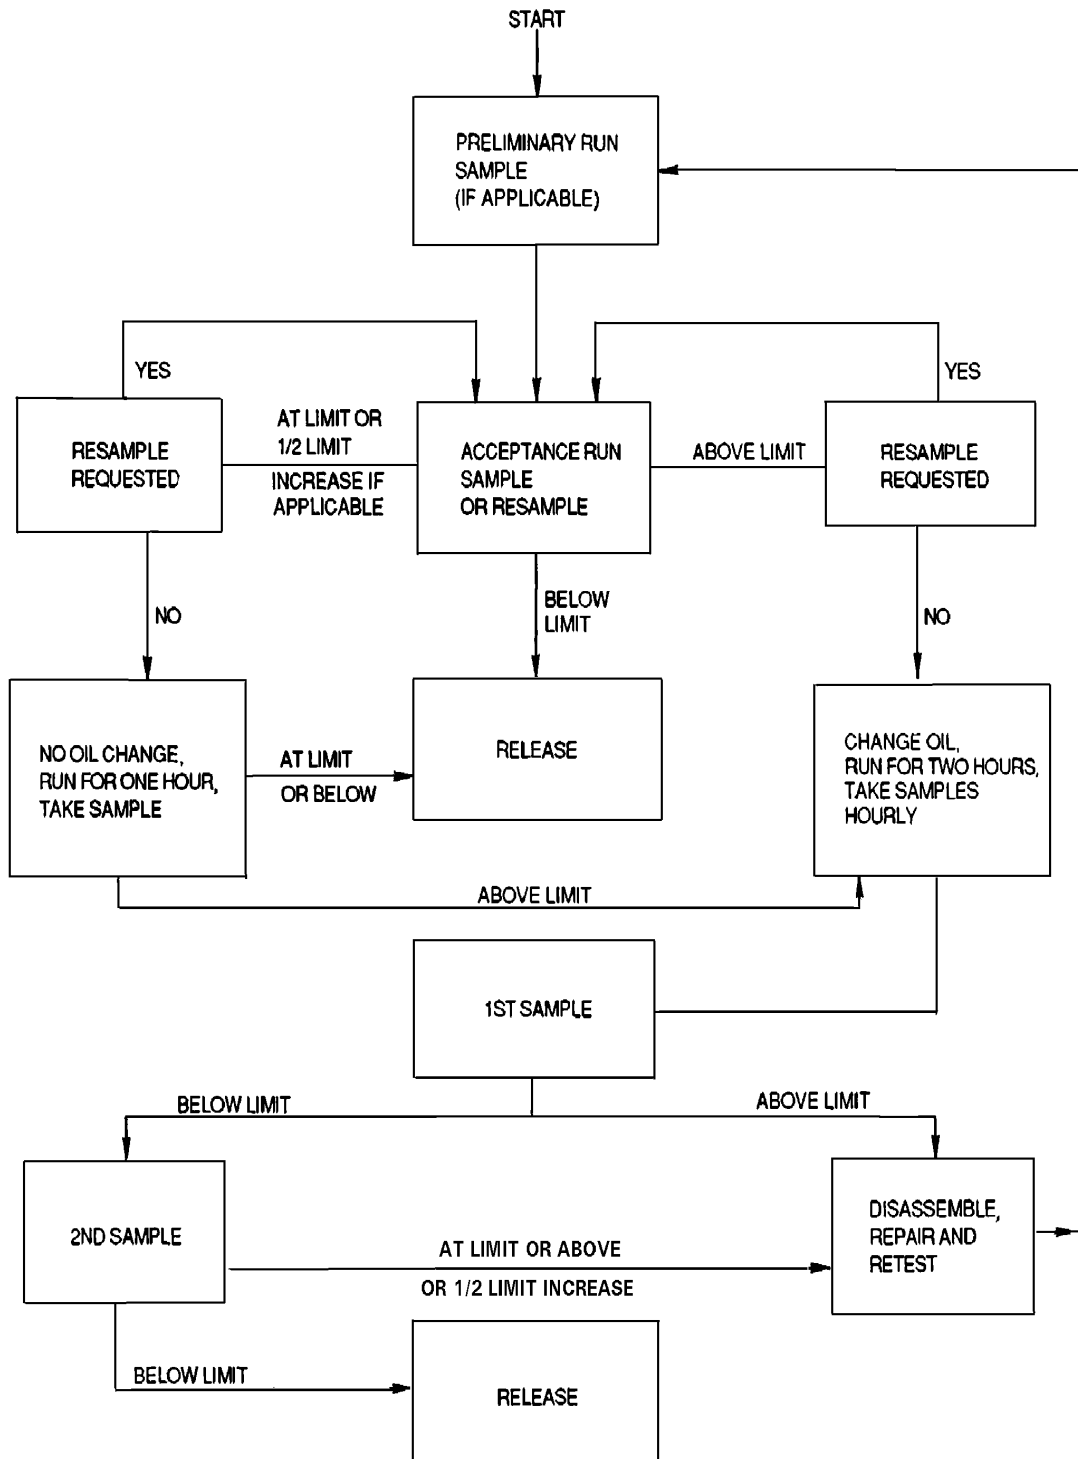 START
PRELIMINARY RUN
SAMPLE
(IF APPLICABLE)
YES
YES
RESAMPLE
REQUESTED
AT LIMIT OR
1/2 LIMIT
INCREASE IF
APPLICABLE
ACCEPTANCE RUN
SAMPLE
OR RESAMPLE
ABOVE LIMIT
RESAMPLE
REQUESTED
NO
BELOW
LIMIT
NO
NO OIL CHANGE,
RUN FOR ONE HOUR,
TAKE SAMPLE
AT LIMIT
OR BELOW
RELEASE
CHANGE OIL,
RUN FOR TWO HOURS,
TAKE SAMPLES
HOURLY
ABOVE LIMIT
1ST SAMPLE
BELOW LIMIT
ABOVE LIMIT
2ND SAMPLE
AT LIMIT OR ABOVE
OR 1/2 LIMIT INCREASE
DISASSEMBLE,
REPAIR AND
RETEST
BELOW LIMIT
RELEASE